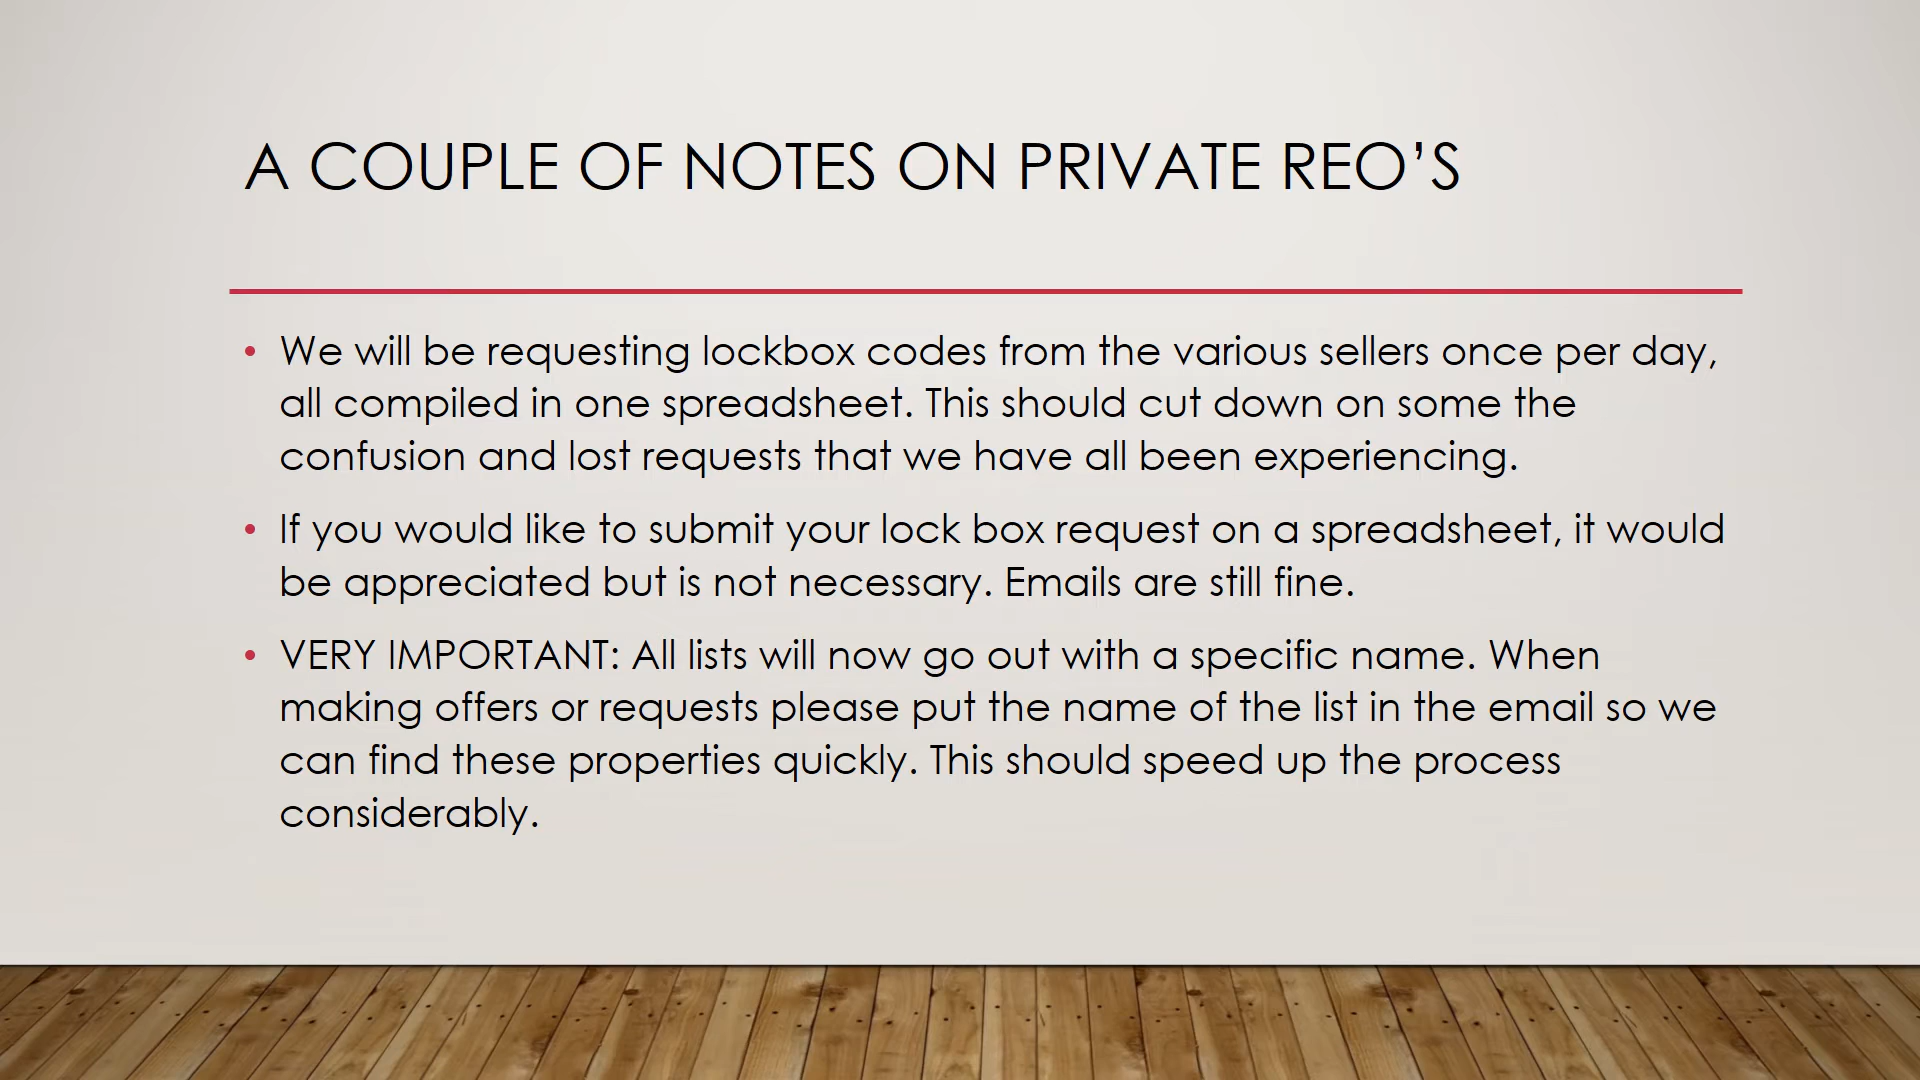 A COUPLE OF NOTES ON PRIVATE REO’S
• We will be requesting lockbox codes from the various sellers once per day,
all compiled in one spreadsheet. This should cut down on some the
confusion and lost requests that we have all been experiencing.
• If you would like to submit your lock box request on a spreadsheet, it would
be appreciated but is not necessary. Emails are still fine.
• VERY IMPORTANT: All lists will now go out with a specific name. When
making offers or requests please put the name of the list in the email so we
can find these properties quickly. This should speed up the process
considerably.